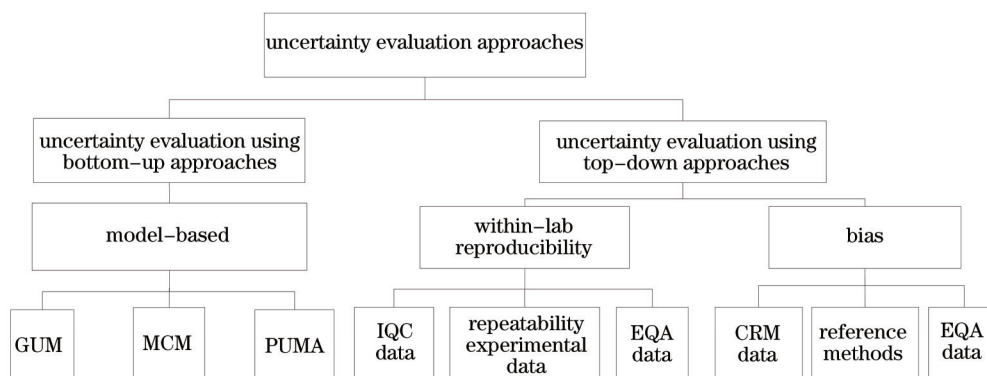 uncertainty evaluation approaches
uncertainty evaluation using
bottom−up approaches
uncertainty evaluation using
top−down approaches
model−based
within−lab
reproducibility
bias
GUM
MCM
PUMA
IQC
data
repeatability
experimental
data
EQA
data
CRM
data
reference
methods
EQA
data